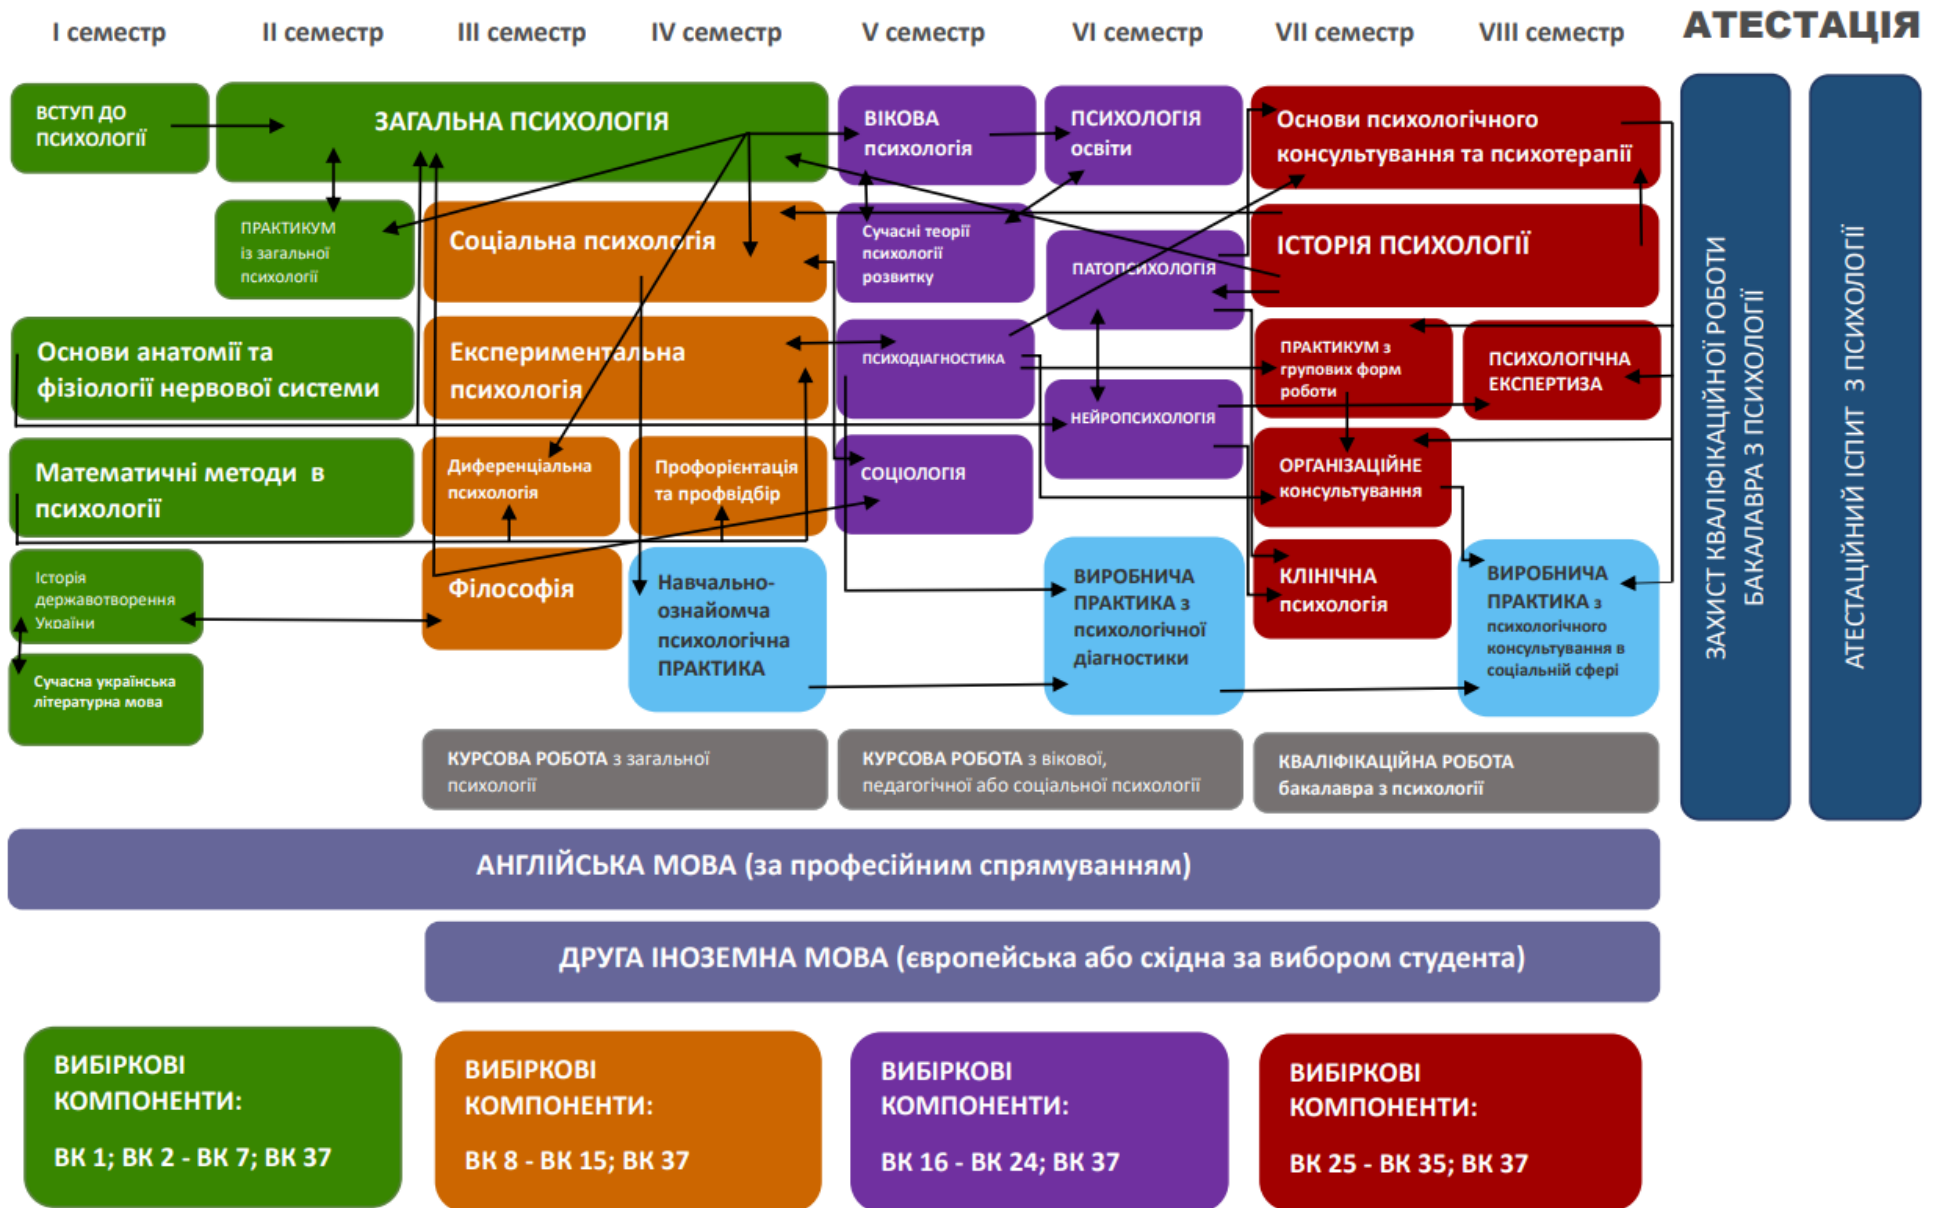 І семестр
ІІ семестр
ІІІ семестр
IV семестр
V семестр
VI семестр
VII семестр
VIII семестр
АТЕСТАЦІЯ
ВСТУП ДО
ПСИХОЛОГІЇ
ЗАГАЛЬНА ПСИХОЛОГІЯ
ВІКОВА
психологія
ПСИХОЛОГІЯ
освіти
Основи психологічного
консультування та психотерапії
ПРАКТИКУМ
із загальної
психології
Соціальна психологія
Сучасні теорії
психології
розвитку
ПАТОПСИХОЛОГІЯ
ІСТОРІЯ ПСИХОЛОГІЇ
Основи анатомії та
фізіології нервової системи
Експериментальна
психологія
ПСИХОДІАГНОСТИКА
НЕЙРОПСИХОЛОГІЯ
ПРАКТИКУМ з
групових форм
роботи
ПСИХОЛОГІЧНА
ЕКСПЕРТИЗА
Математичні методи в
психології
Диференціальна
психологія
Профорієнтація
та профвідбір
СОЦІОЛОГІЯ
ОРГАНІЗАЦІЙНЕ
консультування
Історія
державотворення
України
Філософія
Навчально-
ознайомча
психологічна
ПРАКТИКА
ВИРОБНИЧА
ПРАКТИКА з
психологічної
діагностики
КЛІНІЧНА
психологія
ВИРОБНИЧА
ПРАКТИКА з
психологічного
консультування в
соціальній сфері
Сучасна українська
літературна мова
КУРСОВА РОБОТА з загальної
психології
КУРСОВА РОБОТА з вікової,
педагогічної або соціальної психології
КВАЛІФІКАЦІЙНА РОБОТА
бакалавра з психології
ЗАХИСТ КВАЛІФІКАЦІЙНОЇ РОБОТИ
БАКАЛАВРА З ПСИХОЛОГІЇ
АТЕСТАЦІЙНИЙ ІСПИТ З ПСИХОЛОГІЇ
АНГЛІЙСЬКА МОВА (за професійним спрямуванням)
ДРУГА ІНОЗЕМНА МОВА (європейська або східна за вибором студента)
ВИБІРКОВІ
КОМПОНЕНТИ:
ВК 1; ВК 2 - ВК 7; ВК 37
ВИБІРКОВІ
КОМПОНЕНТИ:
ВК 8 - ВК 15; ВК 37
ВИБІРКОВІ
КОМПОНЕНТИ:
ВК 16 - ВК 24; ВК 37
ВИБІРКОВІ
КОМПОНЕНТИ:
ВК 25 - ВК 35; ВК 37